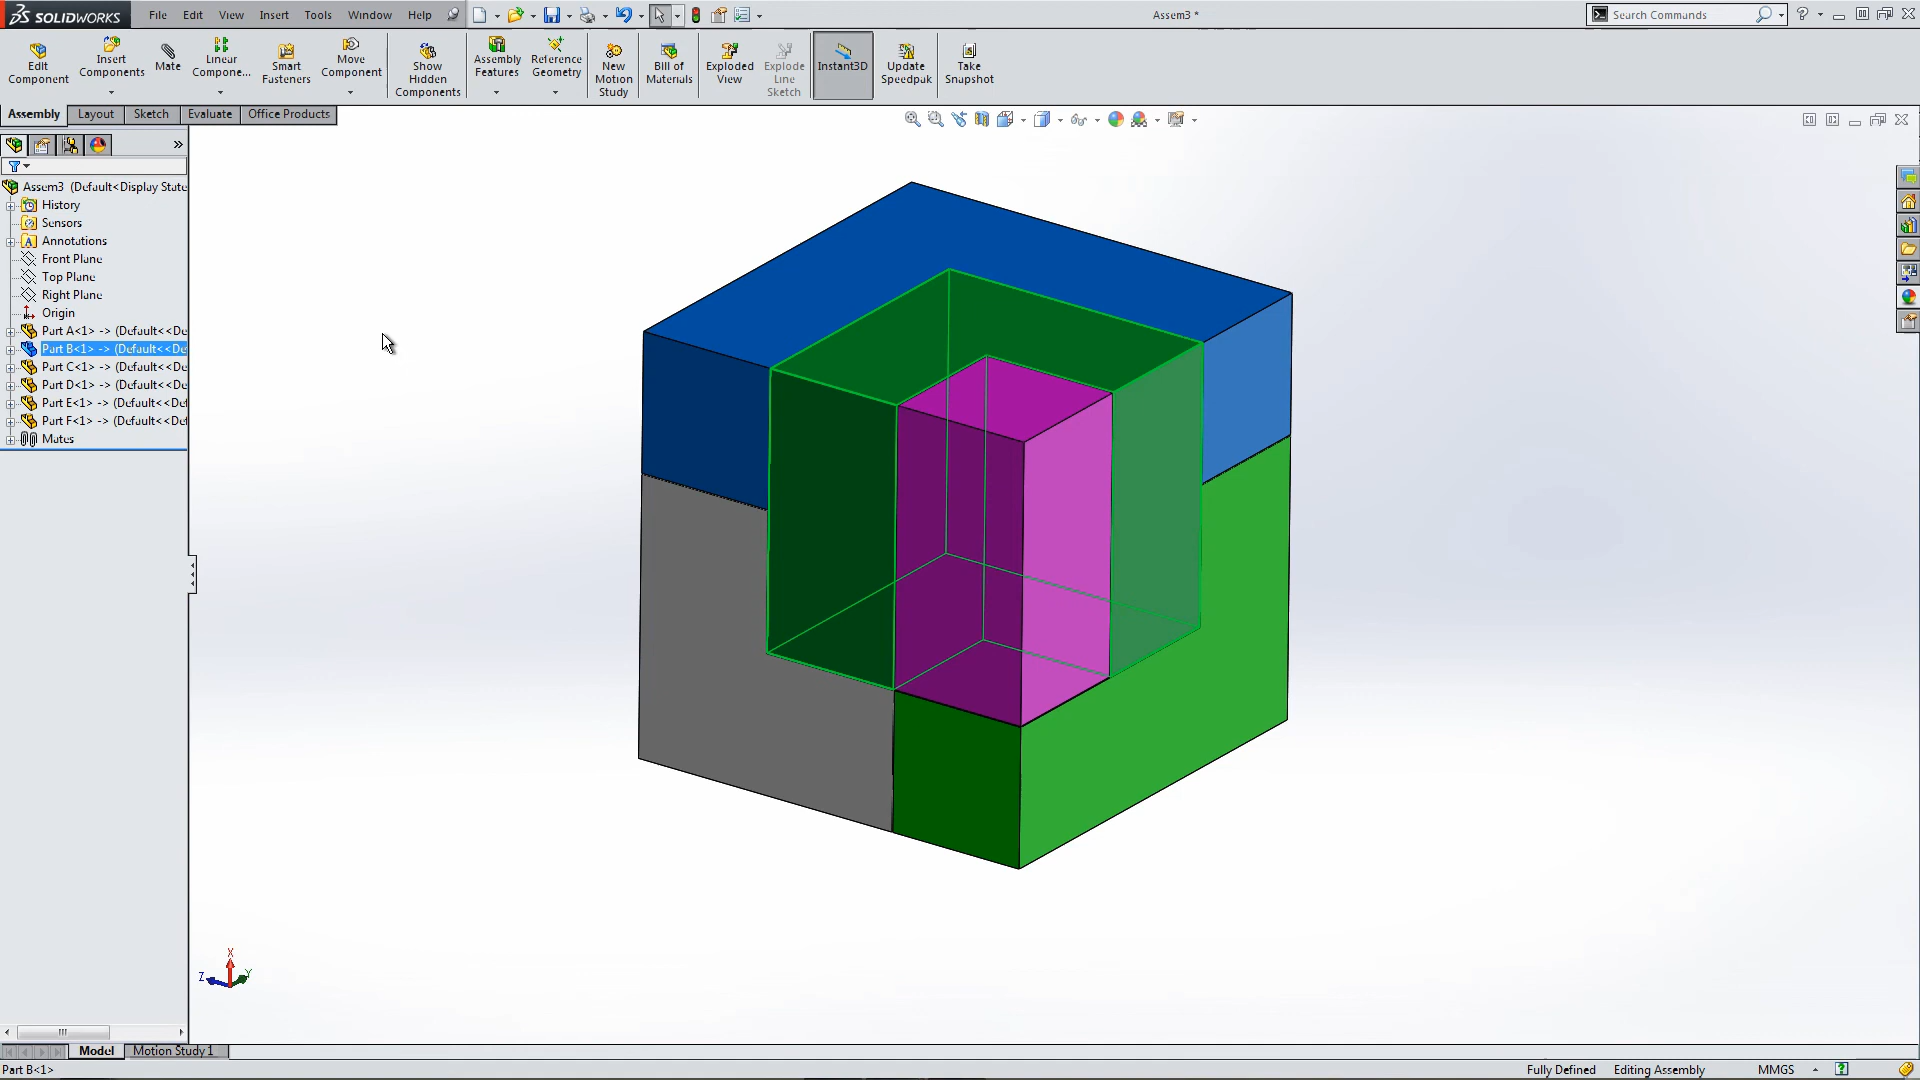 SOLIDWORKS File Edit View Insert Tools Window Help Assem3 * Search Commands
Edit Component
Insert Components
Mate
Linear Compone...
Smart Fasteners
Move Component
Show Hidden Components
Assembly Features
Reference Geometry
New Motion Study
Bill of Materials
Exploded View
Explode Line Sketch
Instant3D
Update Speedpak
Take Snapshot
Assembly Layout Sketch Evaluate Office Products
Assem3 (Default<Display State
History
Sensors
Annotations
Front Plane
Top Plane
Right Plane
Origin
Part A<1> -> (Default<<De
Part B<1> -> (Default<<De
Part C<1> -> (Default<<De
Part D<1> -> (Default<<De
Part E<1> -> (Default<<Def
Part F<1> -> (Default<<Def
Mates
X
Z
Y
Model Motion Study 1
Part B<1> Fully Defined Editing Assembly MMGS